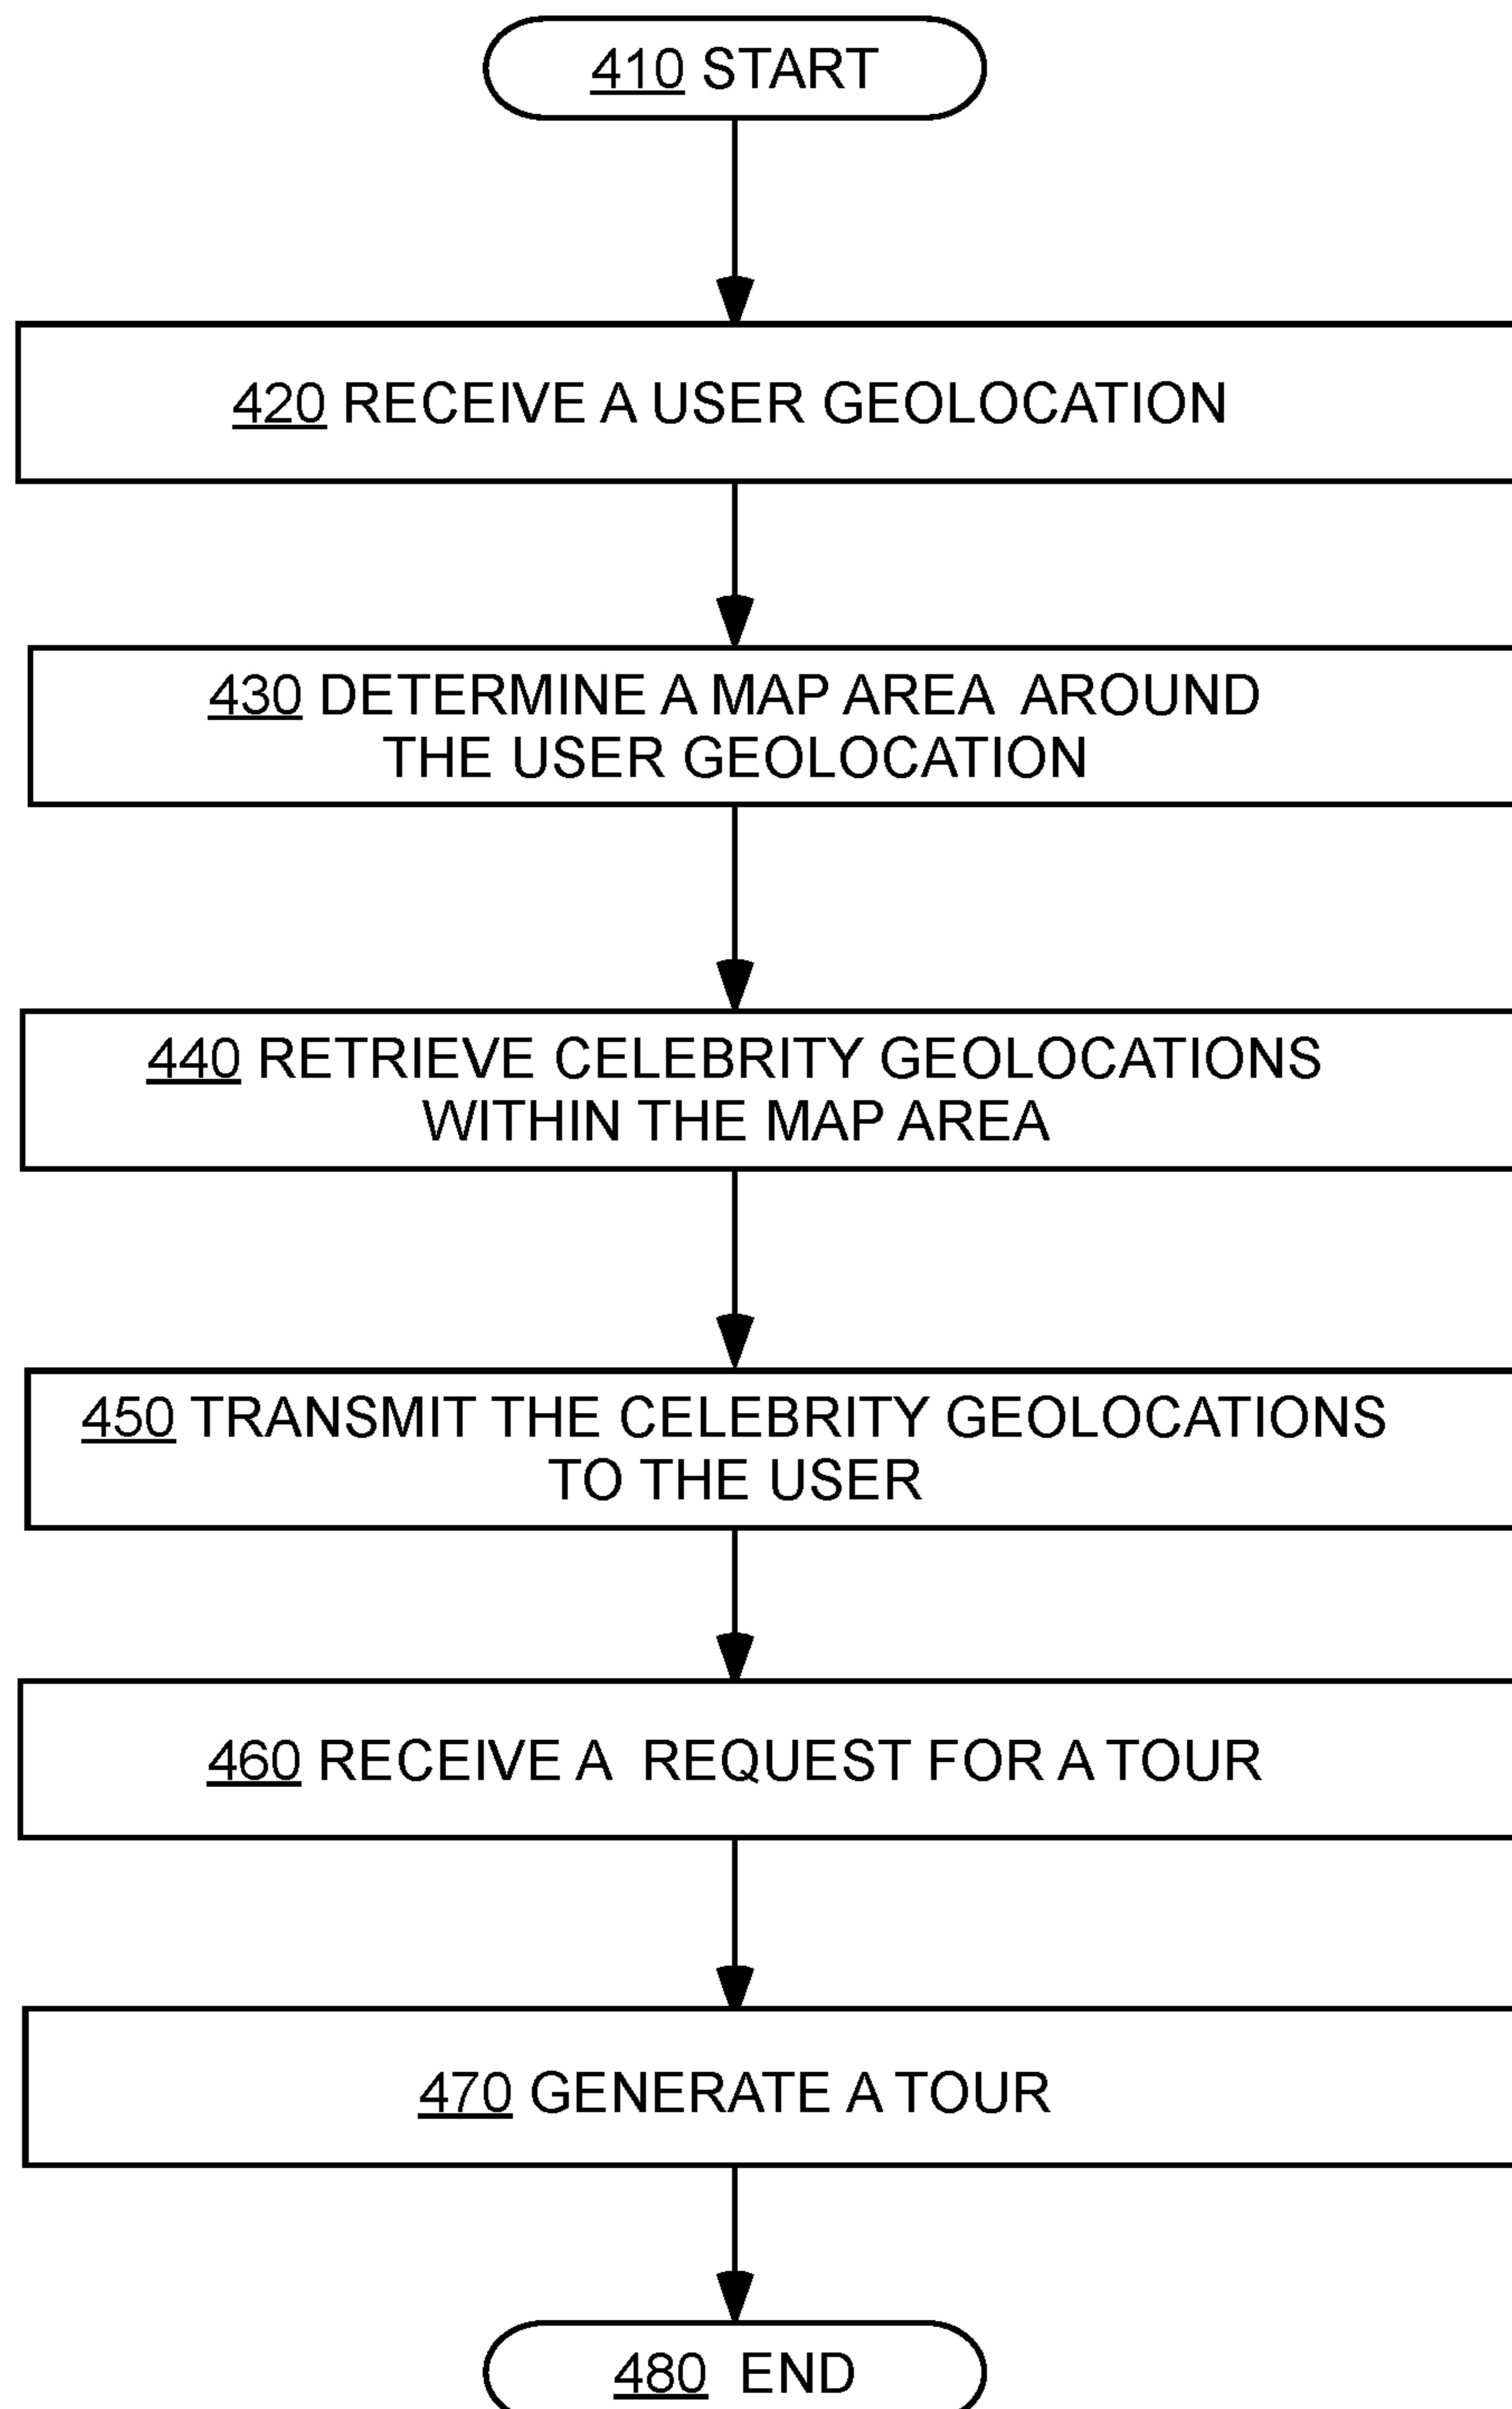 410 START
420 RECEIVE A USER GEOLOCATION
430 DETERMINE A MAP AREA AROUND
THE USER GEOLOCATION
440 RETRIEVE CELEBRITY GEOLOCATIONS
WITHIN THE MAP AREA
450 TRANSMIT THE CELEBRITY GEOLOCATIONS
TO THE USER
460 RECEIVE A REQUEST FOR A TOUR
470 GENERATE A TOUR
480 END